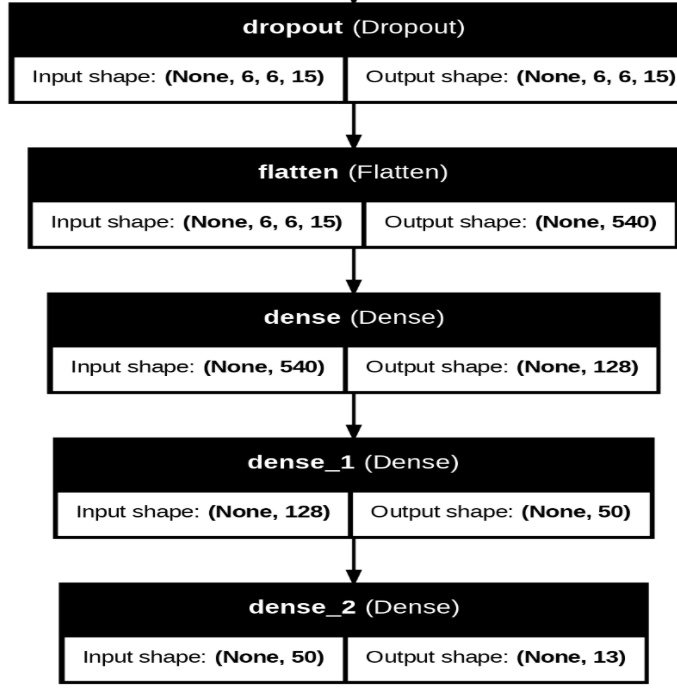 dropout (Dropout)
Input shape: (None, 6, 6, 15) Output shape: (None, 6, 6, 15)
flatten (Flatten)
Input shape: (None, 6, 6, 15) Output shape: (None, 540)
dense (Dense)
Input shape: (None, 540) Output shape: (None, 128)
dense_1 (Dense)
Input shape: (None, 128) Output shape: (None, 50)
dense_2 (Dense)
Input shape: (None, 50) Output shape: (None, 13)